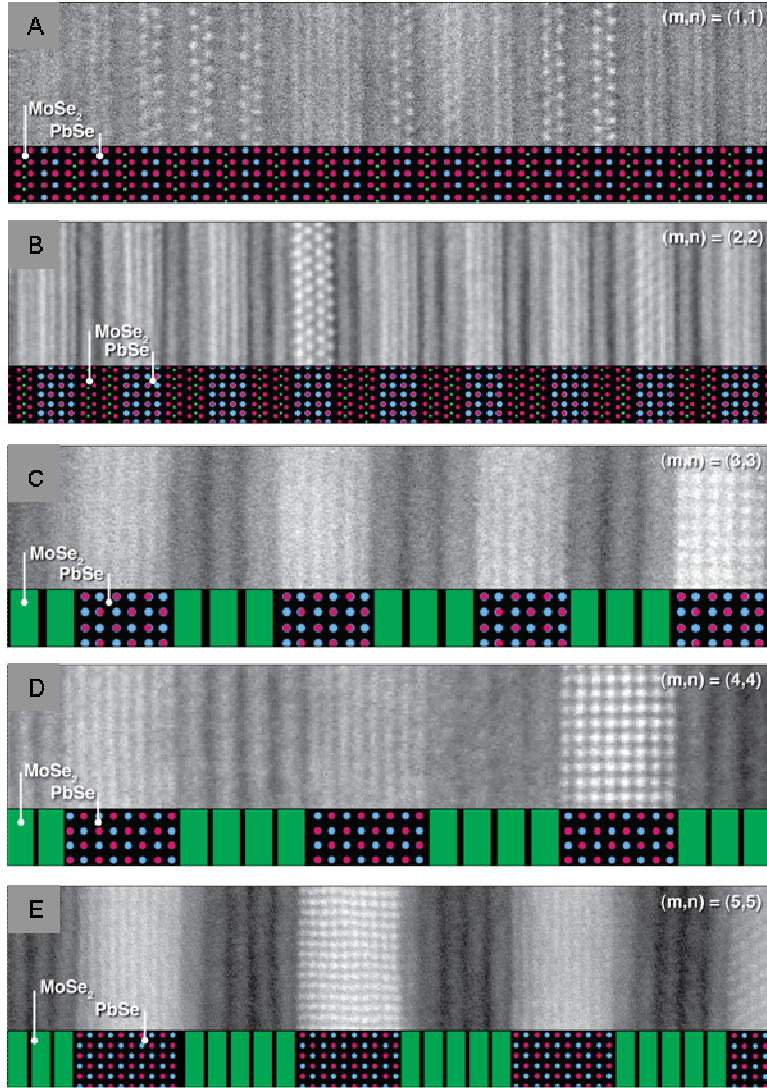 A
(m,n) = (1,1)
MoSe₂
PbSe
B
(m,n) = (2,2)
MoSe₂
PbSe
C
(m,n) = (3,3)
MoSe₂
PbSe
D
(m,n) = (4,4)
MoSe₂
PbSe
E
(m,n) = (5,5)
MoSe₂
PbSe